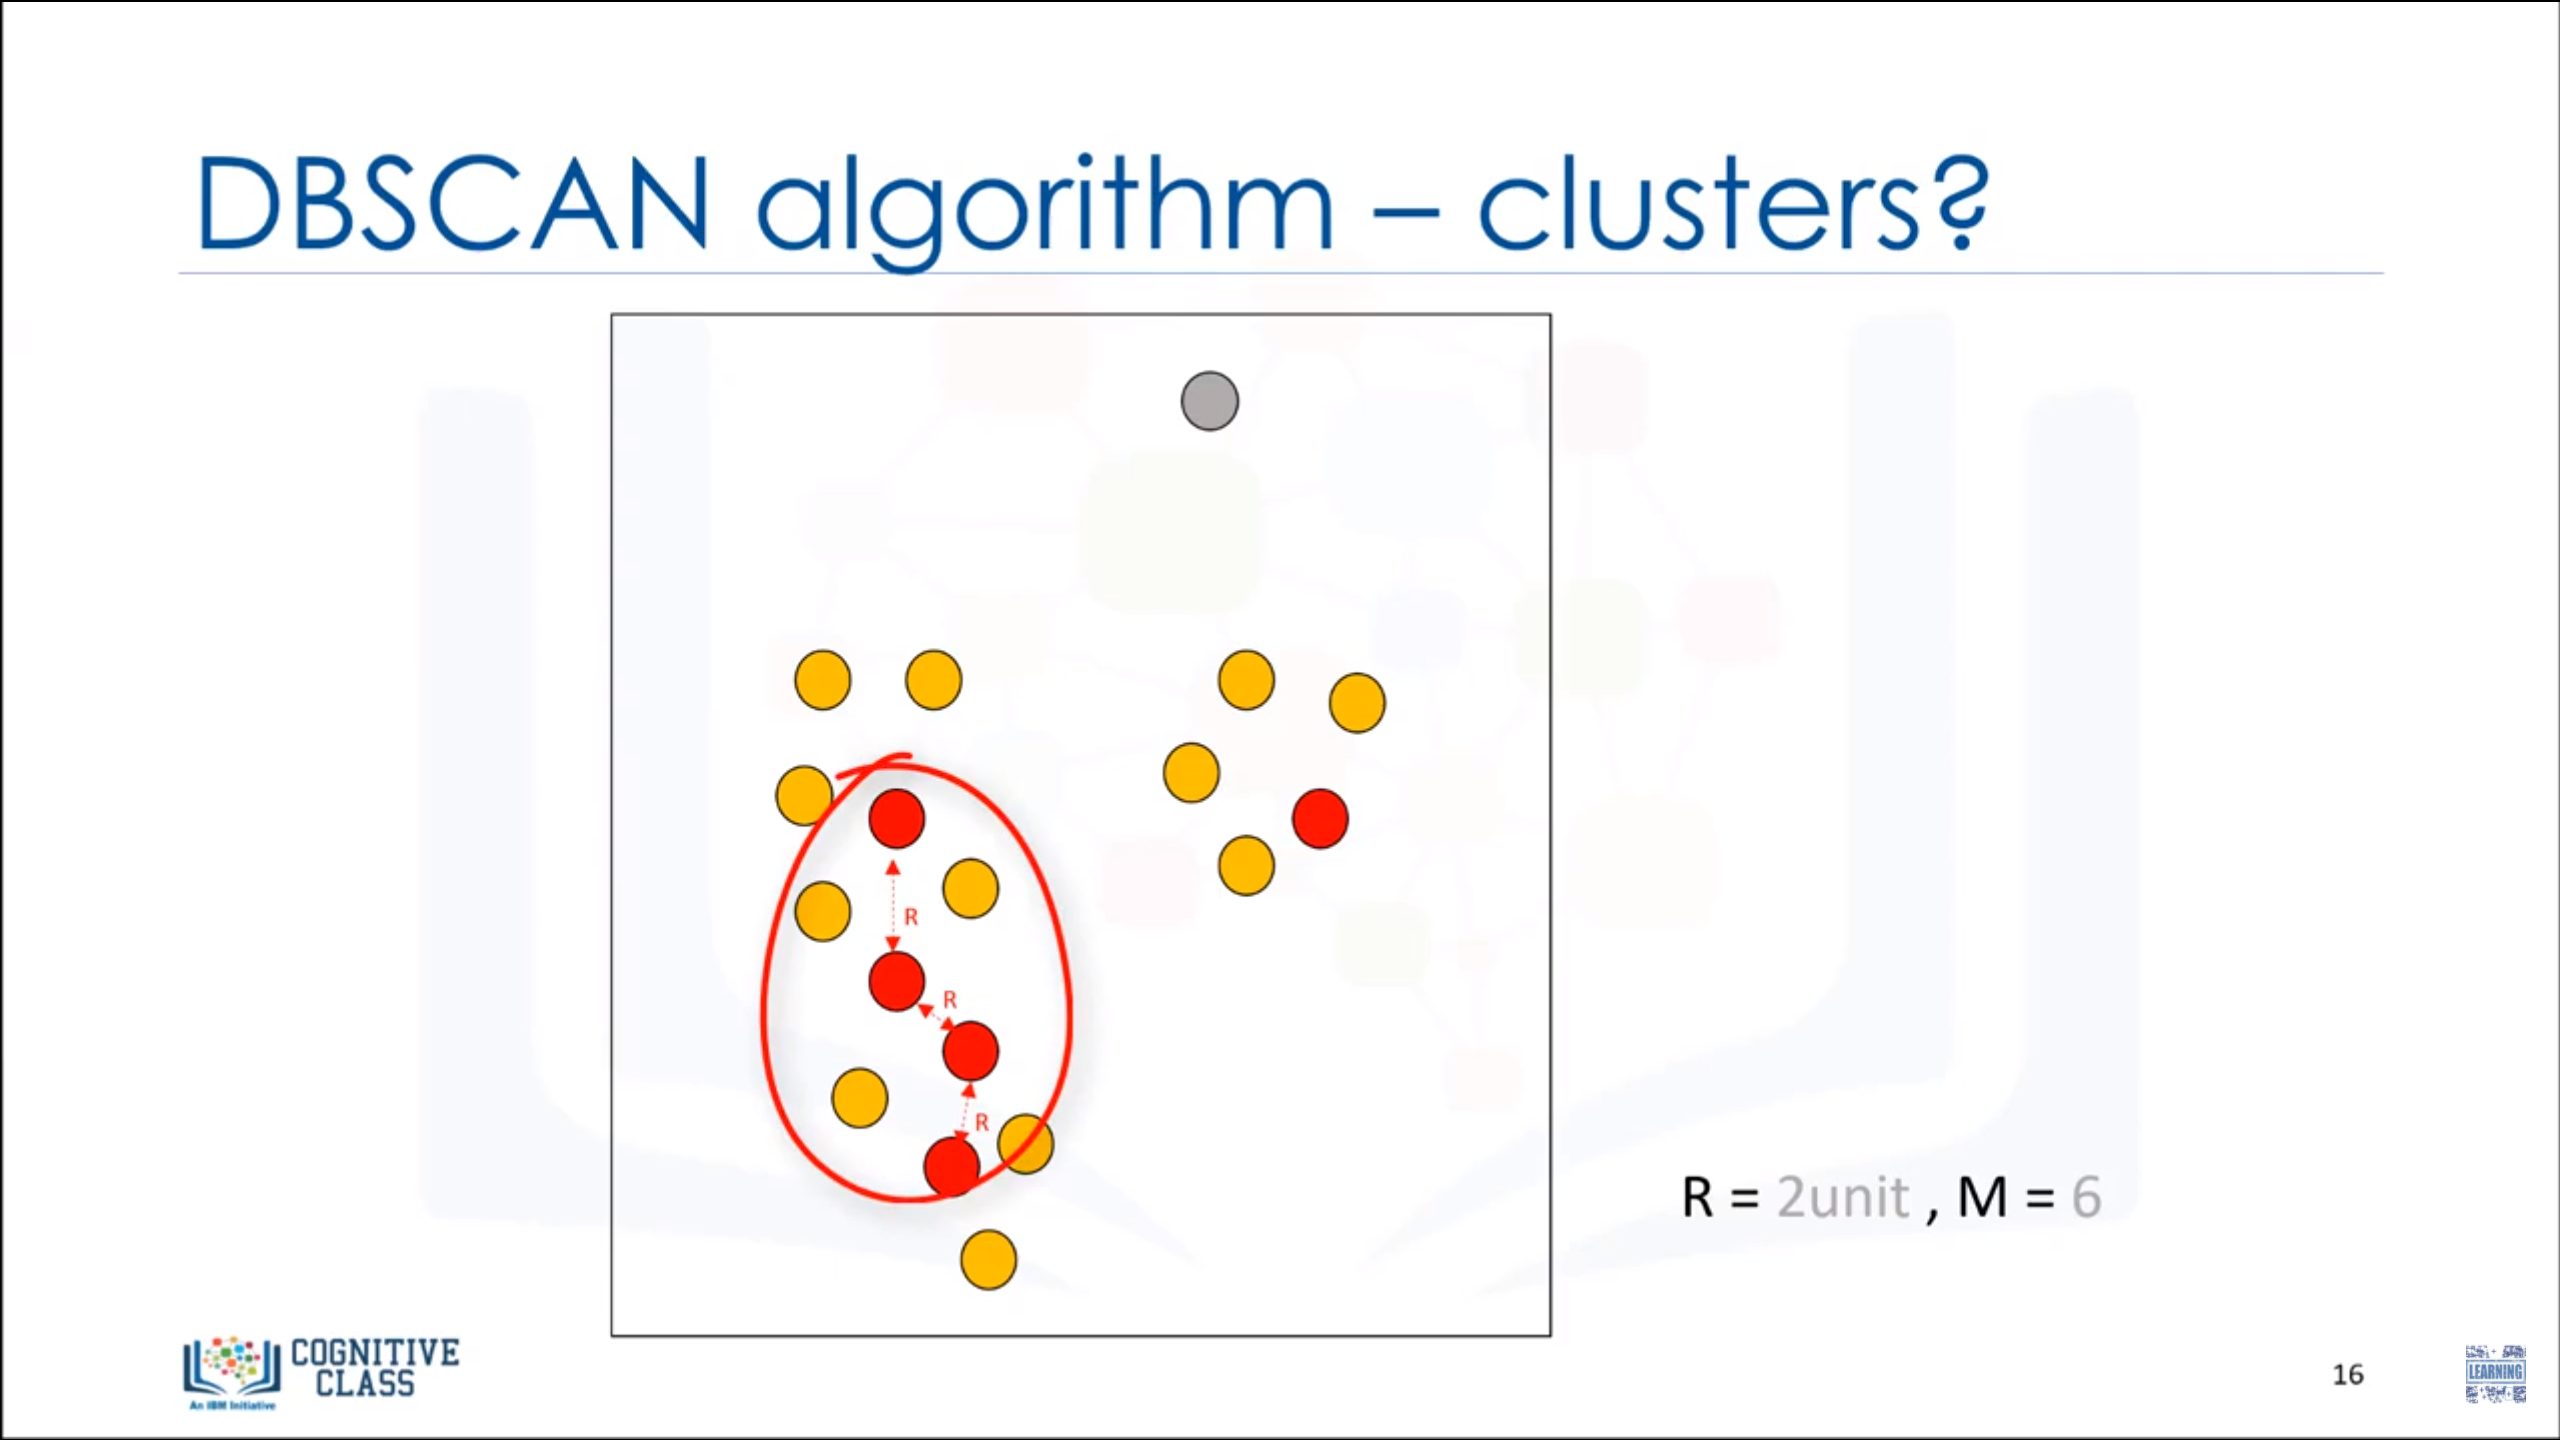 DBSCAN algorithm – clusters?
R
R
R
R = 2unit , M = 6
COGNITIVE
CLASS
An IBM Initiative
16
LEARNING